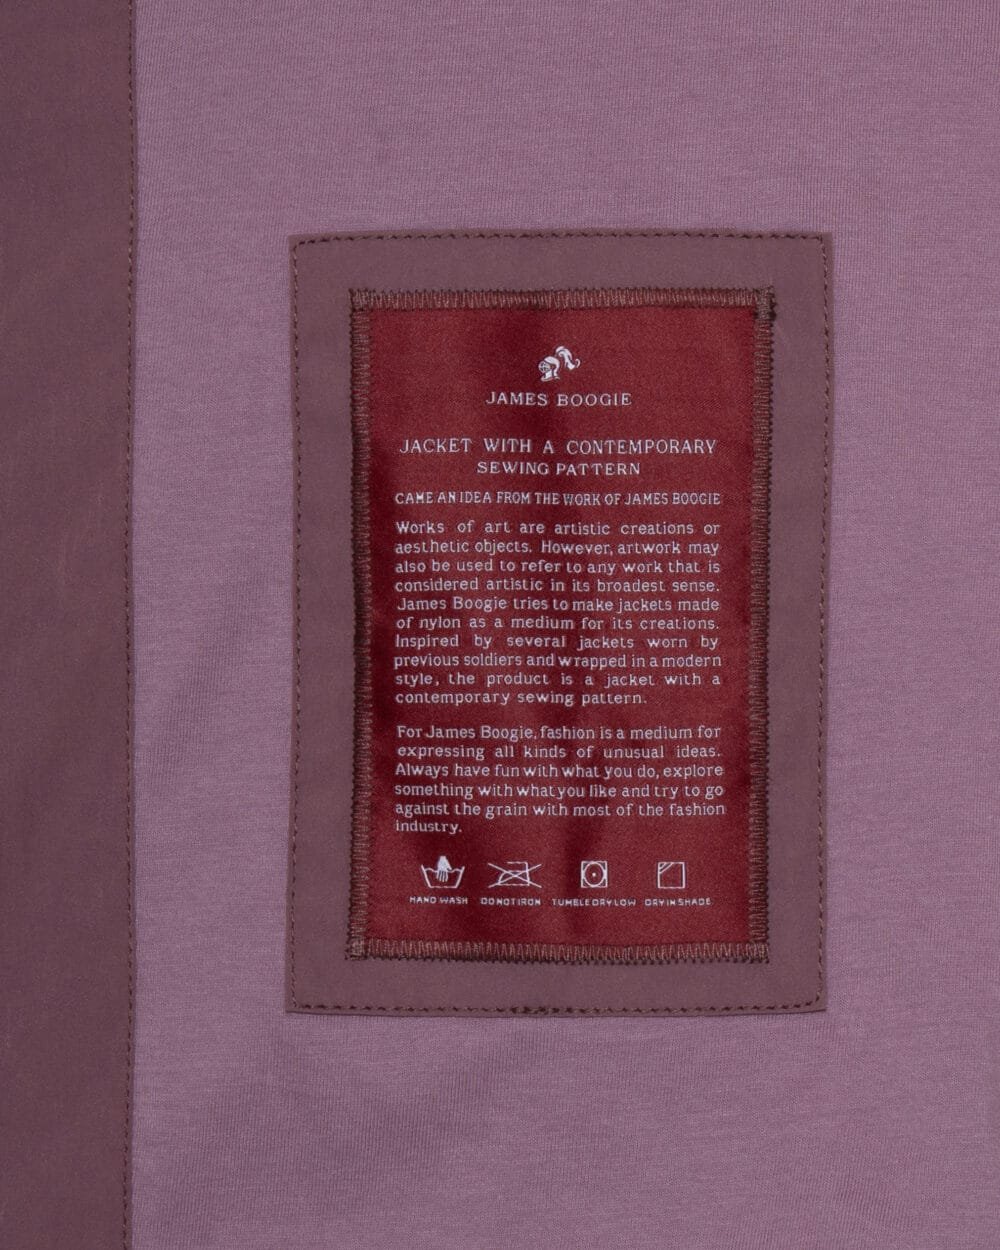 JAMES BOOGIE
JACKET WITH A CONTEMPORARY
SEWING PATTERN
CAME AN IDEA FROM THE WORK OF JAMES BOOGIE
Works of art are artistic creations or
aesthetic objects. However, artwork may
also be used to refer to any work that is
considered artistic in its broadest sense.
James Boogie tries to make jackets made
of nylon as a medium for its creations.
Inspired by several jackets worn by
previous soldiers and wrapped in a modern
style, the product is a jacket with a
contemporary sewing pattern.
For James Boogie, fashion is a medium for
expressing all kinds of unusual ideas.
Always have fun with what you do, explore
something with what you like and try to go
against the grain with most of the fashion
industry.
HAND WASH DO NOT IRON TUMBLE DRY LOW DRY IN SHADE